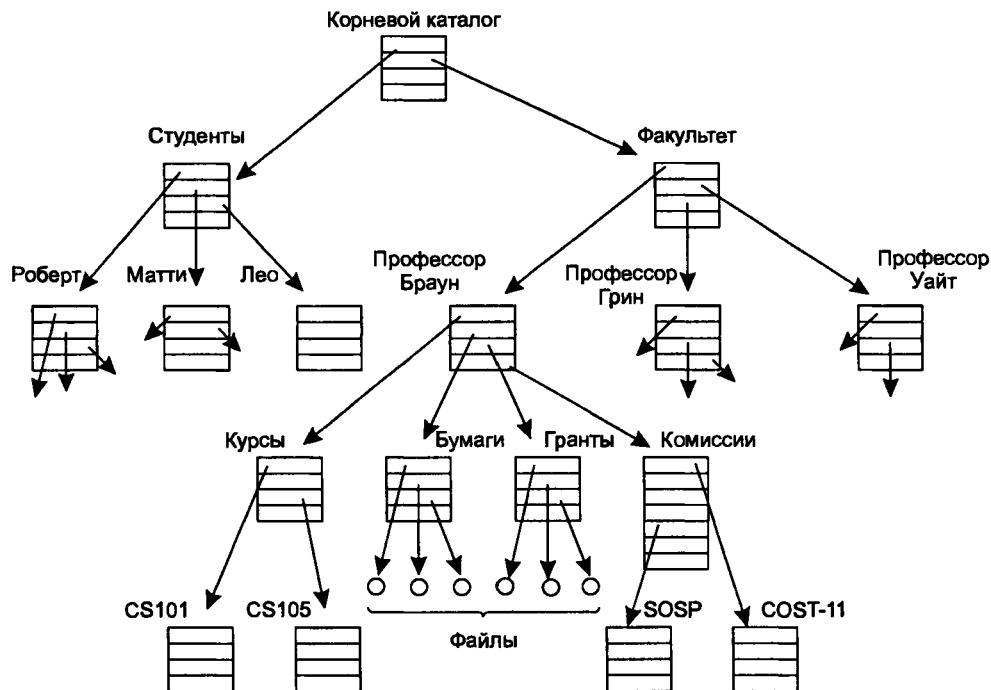 Корневой каталог
Студенты
Факультет
Роберт
Матти
Лео
Профессор
Браун
Профессор
Грин
Профессор
Уайт
Курсы
Бумаги
Гранты
Комиссии
CS101
CS105
Файлы
SOSP
COST-11